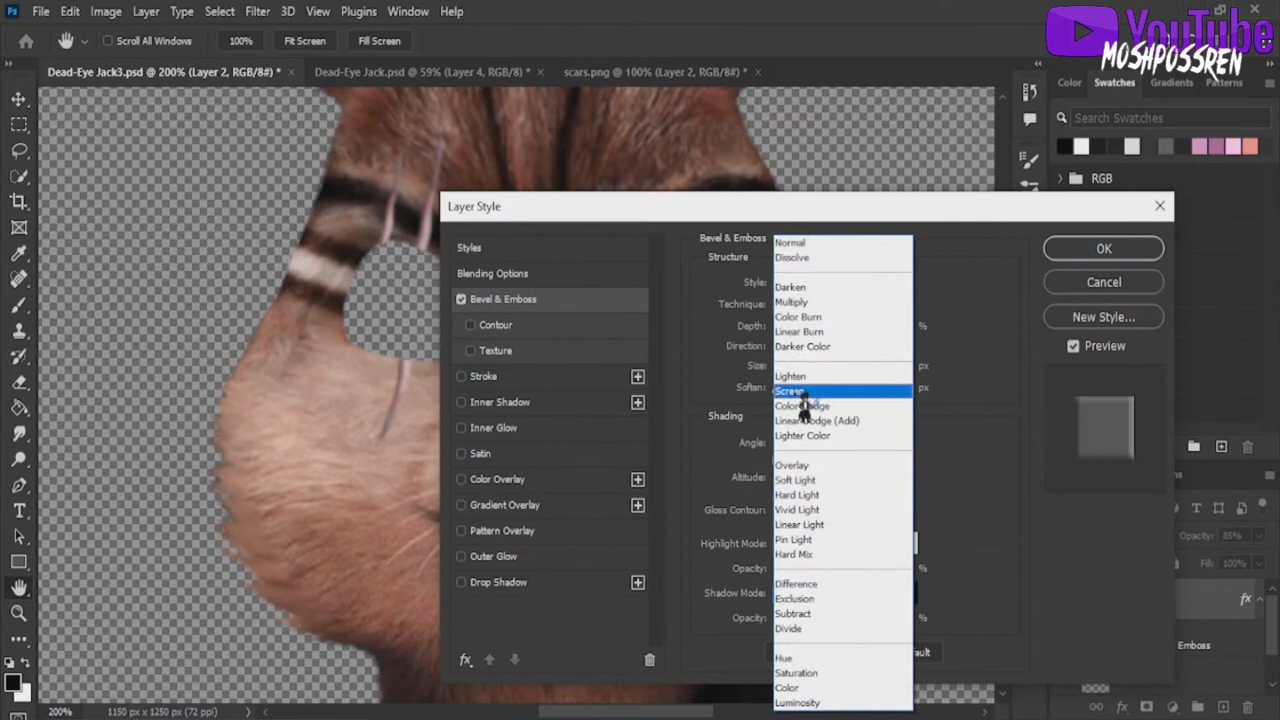 Ps File Edit Image Layer Type Select Filter 3D View Plugins Window Help
YouTube
MOSHPOSSREN
Scroll All Windows 100% Fit Screen Fill Screen
Dead-Eye Jack3.psd @ 200% (Layer 2, RGB/8#) * × Dead-Eye Jack.psd @ 59% (Layer 4, RGB/8) * × scars.png @ 100% (Layer 2, RGB/8*) * ×
Color Swatches Gradients Patterns
Search Swatches
RGB
Layer Style
Styles
Blending Options
Bevel & Emboss
Contour
Texture
Stroke
Inner Shadow
Inner Glow
Satin
Color Overlay
Gradient Overlay
Pattern Overlay
Outer Glow
Drop Shadow
fx
Bevel & Emboss
Structure
Style:
Technique:
Depth: %
Direction:
Size: px
Soften: px
Shading
Angle:
Altitude:
Gloss Contour:
Highlight Mode:
Opacity: %
Shadow Mode:
Opacity: %
Normal
Dissolve
Darken
Multiply
Color Burn
Linear Burn
Darker Color
Lighten
Screen
Color Dodge
Linear Dodge (Add)
Lighter Color
Overlay
Soft Light
Hard Light
Vivid Light
Linear Light
Pin Light
Hard Mix
Difference
Exclusion
Subtract
Divide
Hue
Saturation
Color
Luminosity
OK
Cancel
New Style...
Preview
Opacity: 85%
Fill: 100%
fx
Emboss
200% 1150 px x 1250 px (72 ppi)
fx